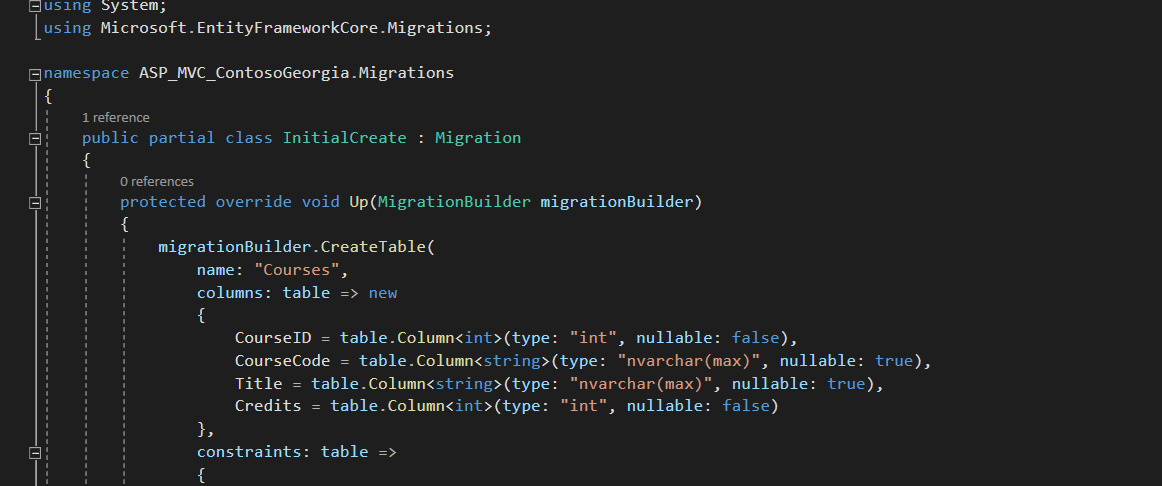 using System;
using Microsoft.EntityFrameworkCore.Migrations;
namespace ASP_MVC_ContosoGeorgia.Migrations
{
1 reference
public partial class InitialCreate : Migration
{
0 references
protected override void Up(MigrationBuilder migrationBuilder)
{
migrationBuilder.CreateTable(
name: "Courses",
columns: table => new
{
CourseID = table.Column<int>(type: "int", nullable: false),
CourseCode = table.Column<string>(type: "nvarchar(max)", nullable: true),
Title = table.Column<string>(type: "nvarchar(max)", nullable: true),
Credits = table.Column<int>(type: "int", nullable: false)
},
constraints: table =>
{